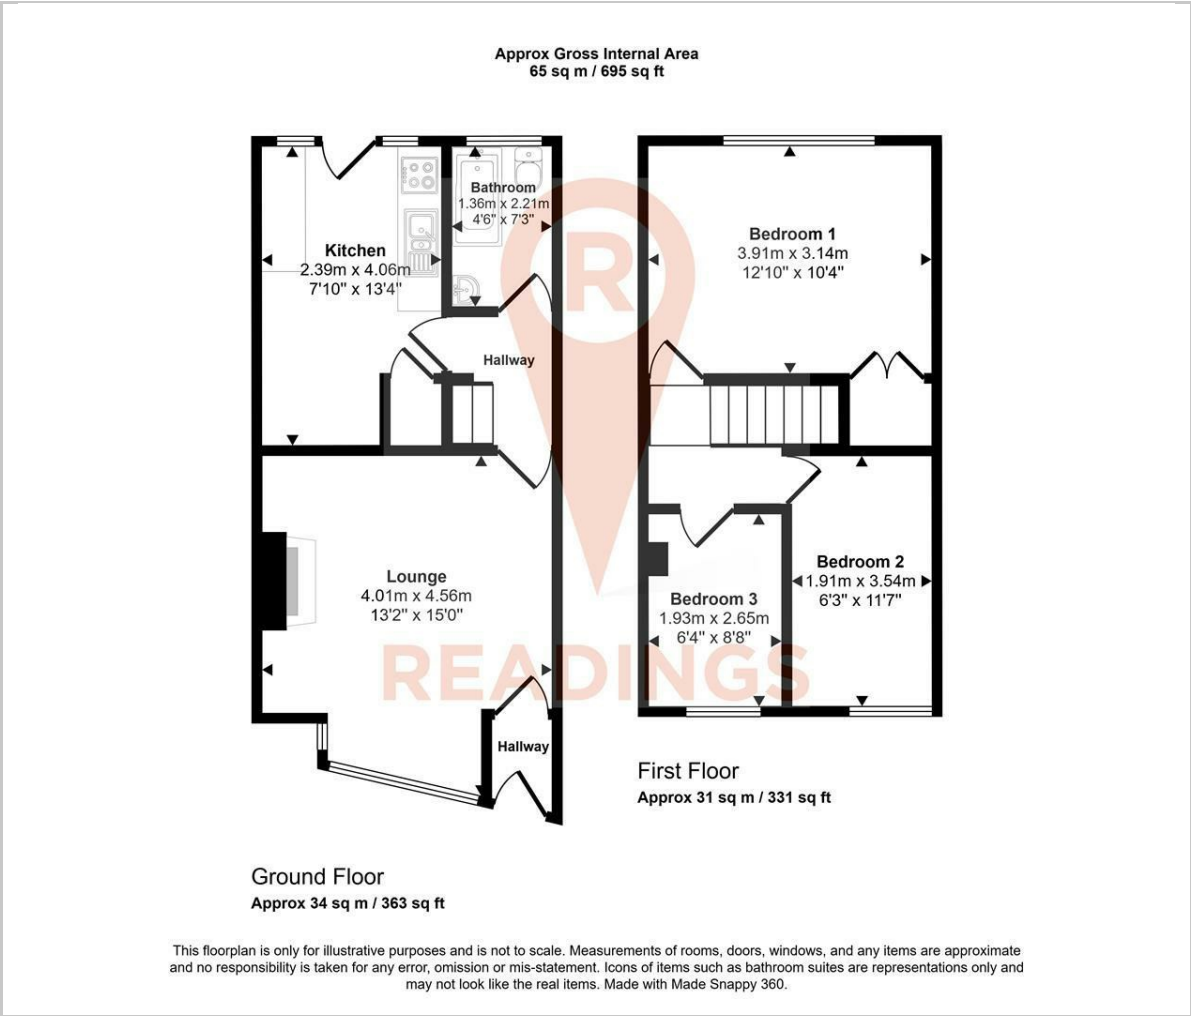 Approx Gross Internal Area
65 sq m / 695 sq ft
Bathroom
1.36m x 2.21m
4'6" x 7'3"
Kitchen
2.39m x 4.06m
7'10" x 13'4"
Hallway
Lounge
4.01m x 4.56m
13'2" x 15'0"
Hallway
Ground Floor
Approx 34 sq m / 363 sq ft
Bedroom 1
3.91m x 3.14m
12'10" x 10'4"
Bedroom 2
1.91m x 3.54m
6'3" x 11'7"
Bedroom 3
1.93m x 2.65m
6'4" x 8'8"
First Floor
Approx 31 sq m / 331 sq ft
R
READINGS
This floorplan is only for illustrative purposes and is not to scale. Measurements of rooms, doors, windows, and any items are approximate
and no responsibility is taken for any error, omission or mis-statement. Icons of items such as bathroom suites are representations only and
may not look like the real items. Made with Made Snappy 360.